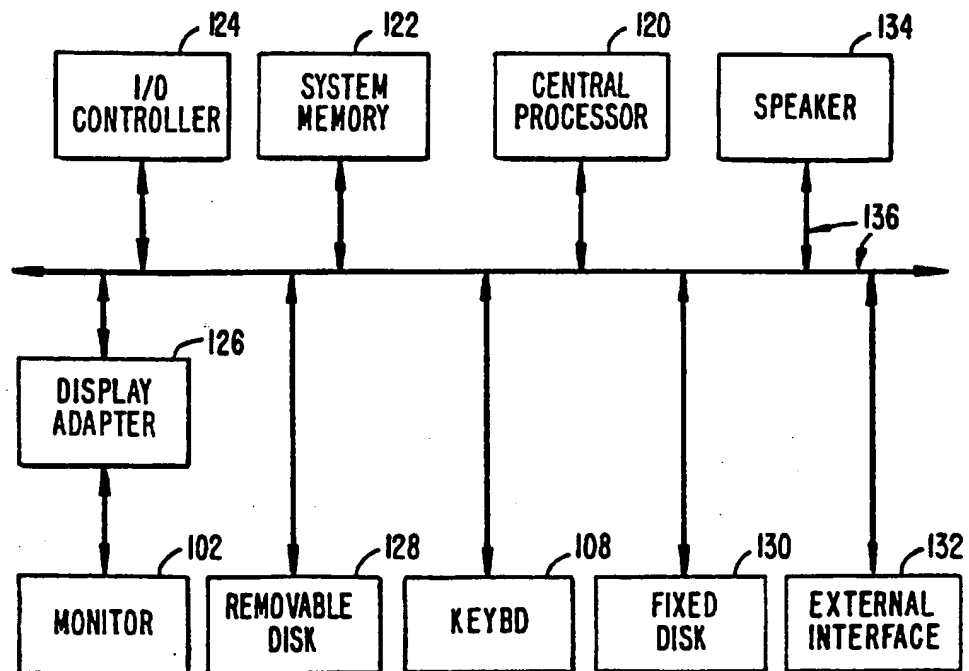 124
122
120
134
I/O
CONTROLLER
SYSTEM
MEMORY
CENTRAL
PROCESSOR
SPEAKER
136
126
DISPLAY
ADAPTER
102
128
108
130
132
MONITOR
REMOVABLE
DISK
KEYBD
FIXED
DISK
EXTERNAL
INTERFACE